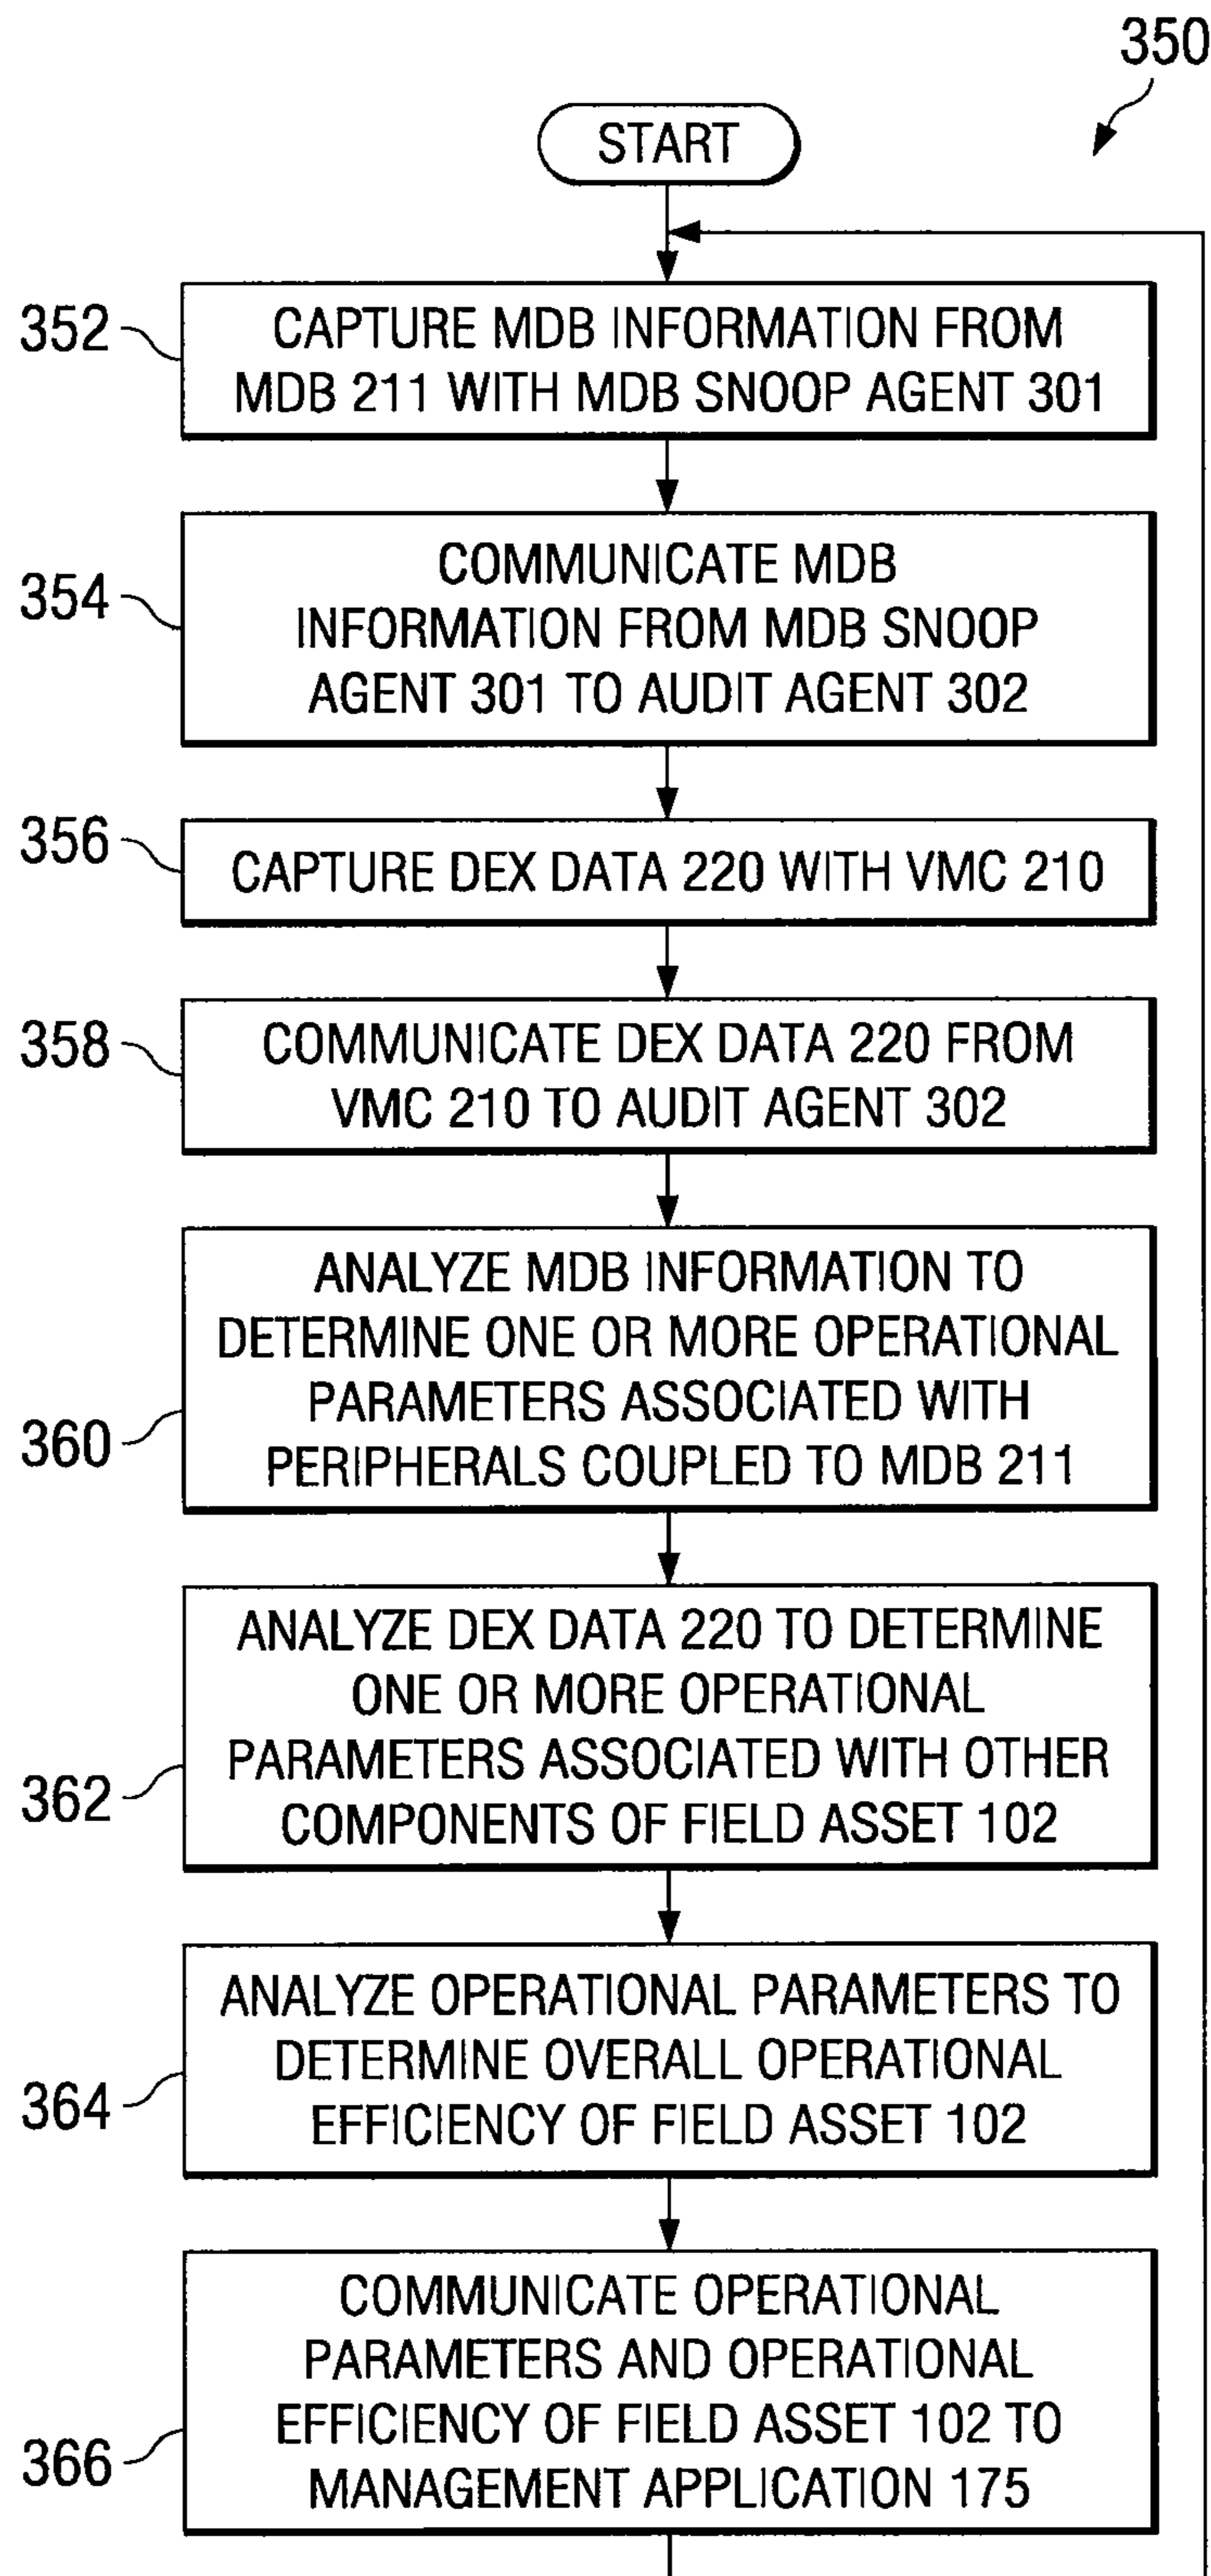 350
START
352
CAPTURE MDB INFORMATION FROM
MDB 211 WITH MDB SNOOP AGENT 301
354
COMMUNICATE MDB
INFORMATION FROM MDB SNOOP
AGENT 301 TO AUDIT AGENT 302
356
CAPTURE DEX DATA 220 WITH VMC 210
358
COMMUNICATE DEX DATA 220 FROM
VMC 210 TO AUDIT AGENT 302
360
ANALYZE MDB INFORMATION TO
DETERMINE ONE OR MORE OPERATIONAL
PARAMETERS ASSOCIATED WITH
PERIPHERALS COUPLED TO MDB 211
362
ANALYZE DEX DATA 220 TO DETERMINE
ONE OR MORE OPERATIONAL
PARAMETERS ASSOCIATED WITH OTHER
COMPONENTS OF FIELD ASSET 102
364
ANALYZE OPERATIONAL PARAMETERS TO
DETERMINE OVERALL OPERATIONAL
EFFICIENCY OF FIELD ASSET 102
366
COMMUNICATE OPERATIONAL
PARAMETERS AND OPERATIONAL
EFFICIENCY OF FIELD ASSET 102 TO
MANAGEMENT APPLICATION 175